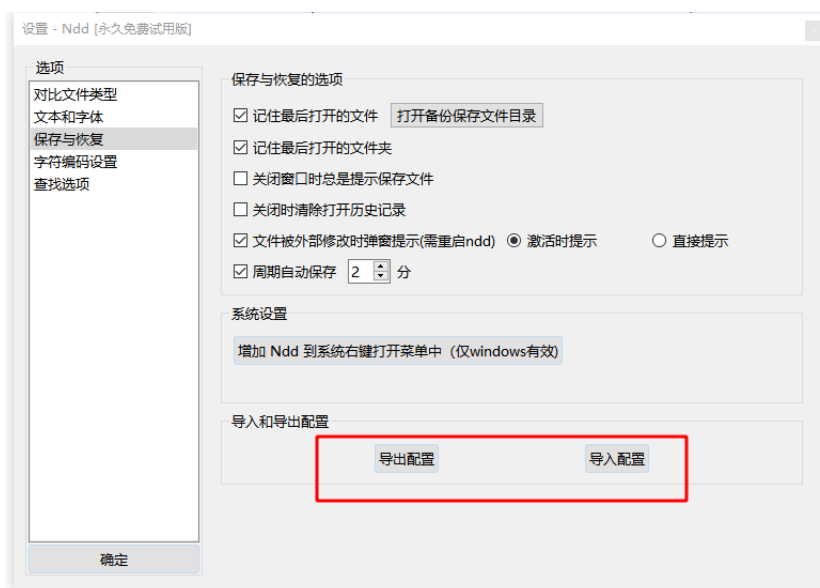 设置 - Ndd [永久免费试用版]
选项
对比文件类型
文本和字体
保存与恢复
字符编码设置
查找选项
确定
保存与恢复的选项
记住最后打开的文件 打开备份保存文件目录
记住最后打开的文件夹
关闭窗口时总是提示保存文件
关闭时清除打开历史记录
文件被外部修改时弹窗提示(需重启ndd) 激活时提示 直接提示
周期自动保存 2 分
系统设置
增加 Ndd 到系统右键打开菜单中（仅windows有效)
导入和导出配置
导出配置 导入配置